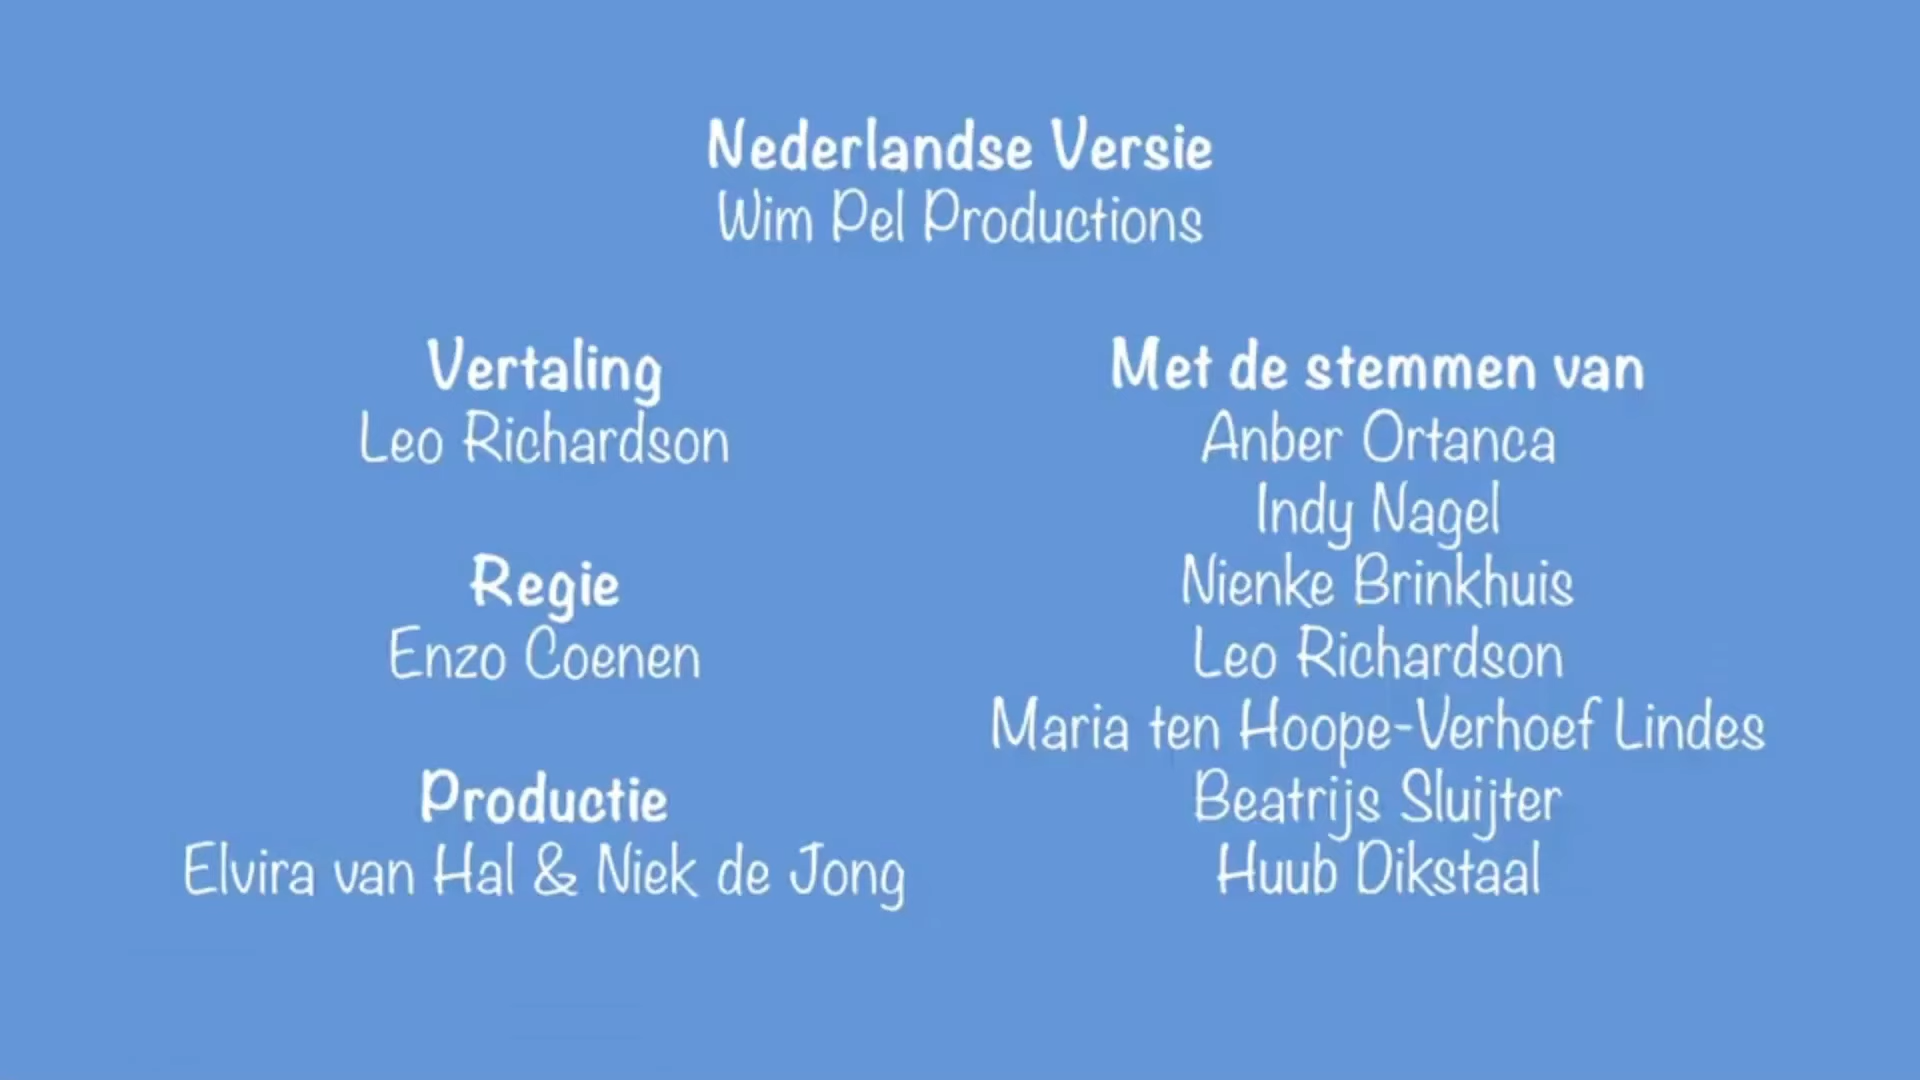 Nederlandse Versie
Wim Pel Productions
Vertaling
Leo Richardson
Regie
Enzo Coenen
Productie
Elvira van Hal & Niek de Jong
Met de stemmen van
Anber Ortanca
Indy Nagel
Nienke Brinkhuis
Leo Richardson
Maria ten Hoope-Verhoef Lindes
Beatrijs Sluijter
Huub Dikstaal